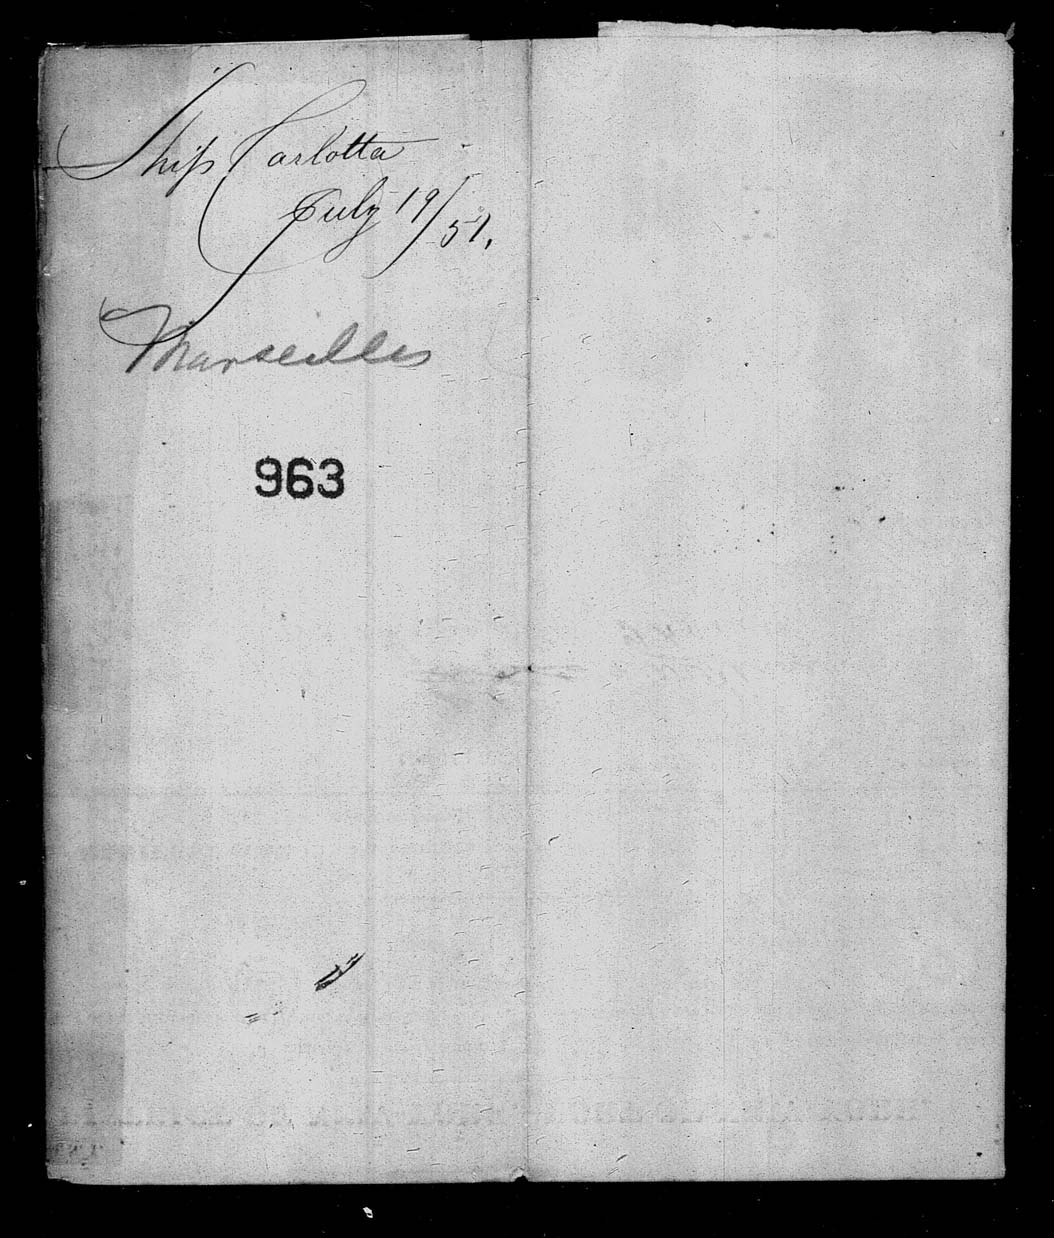 Ship Carlotta
July 19/51.
Marseilles
963